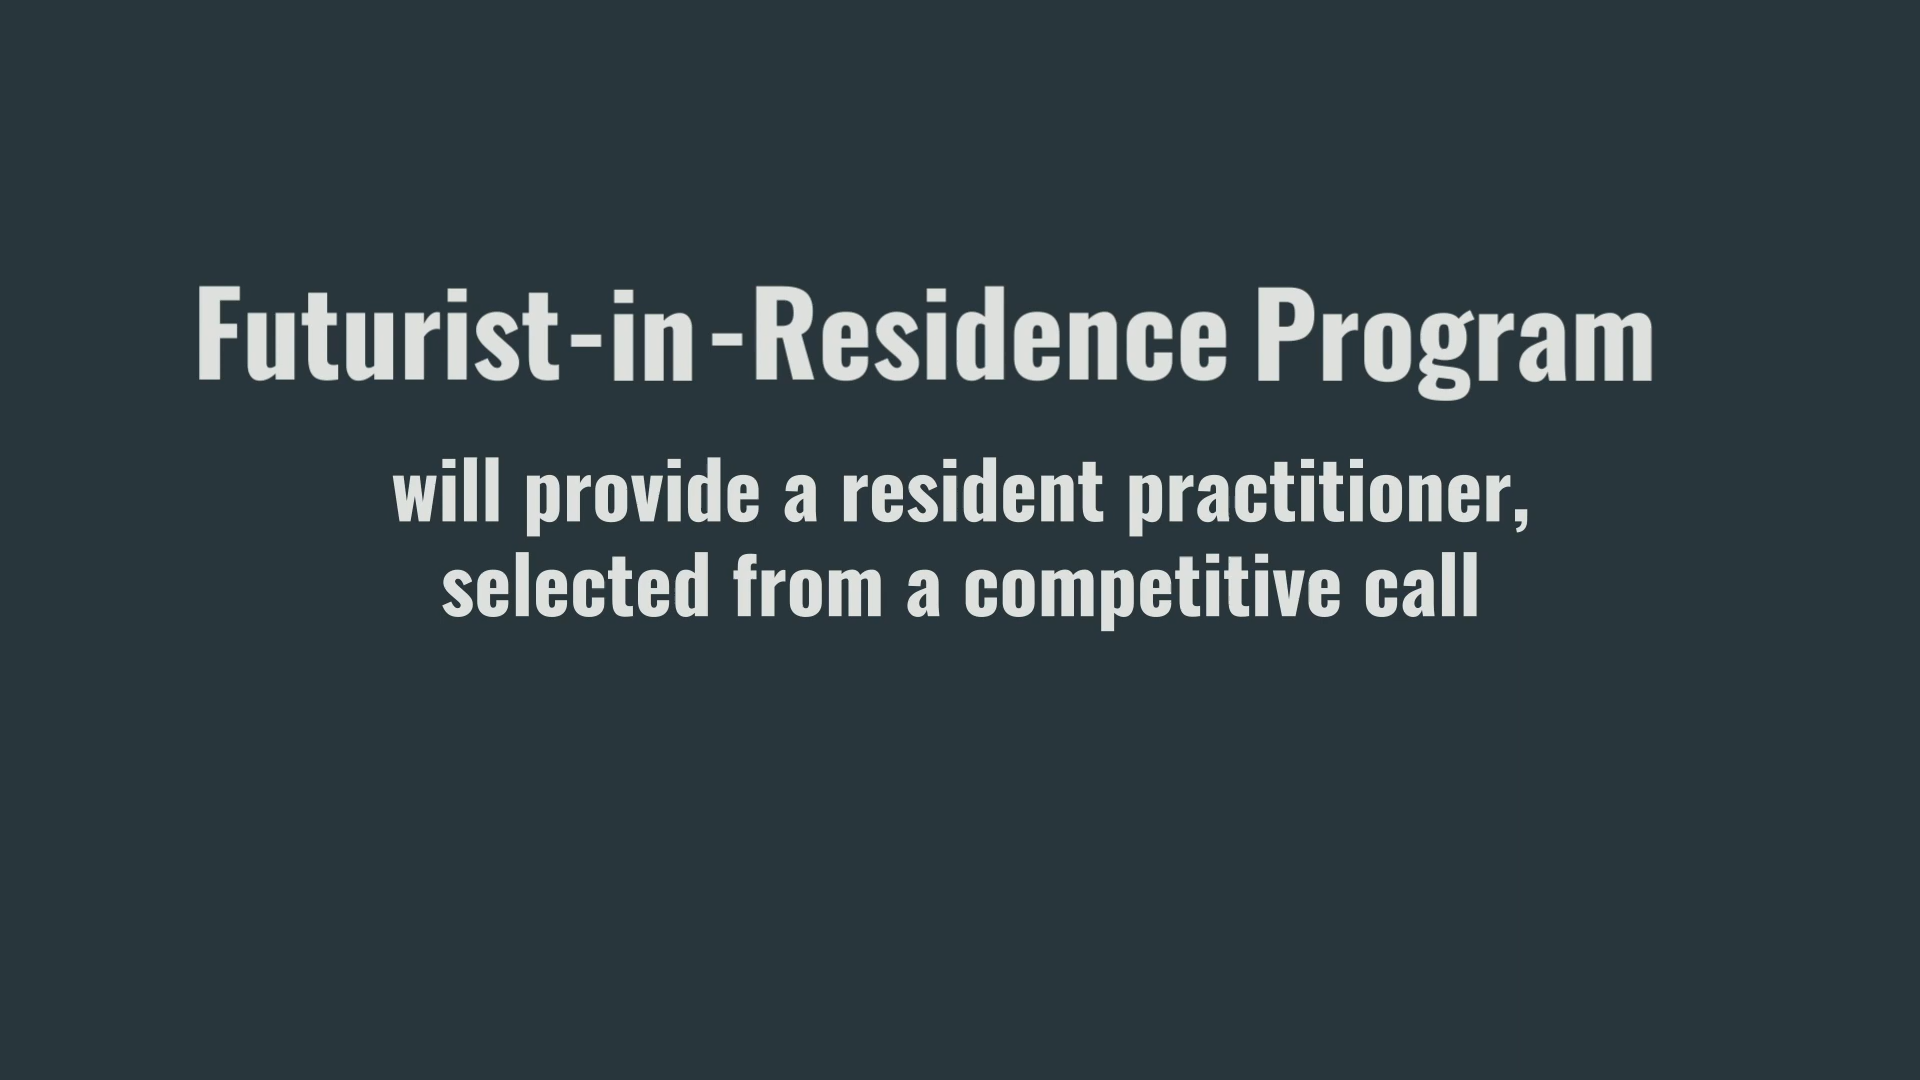 Futurist-in-Residence Program
will provide a resident practitioner,
selected from a competitive call